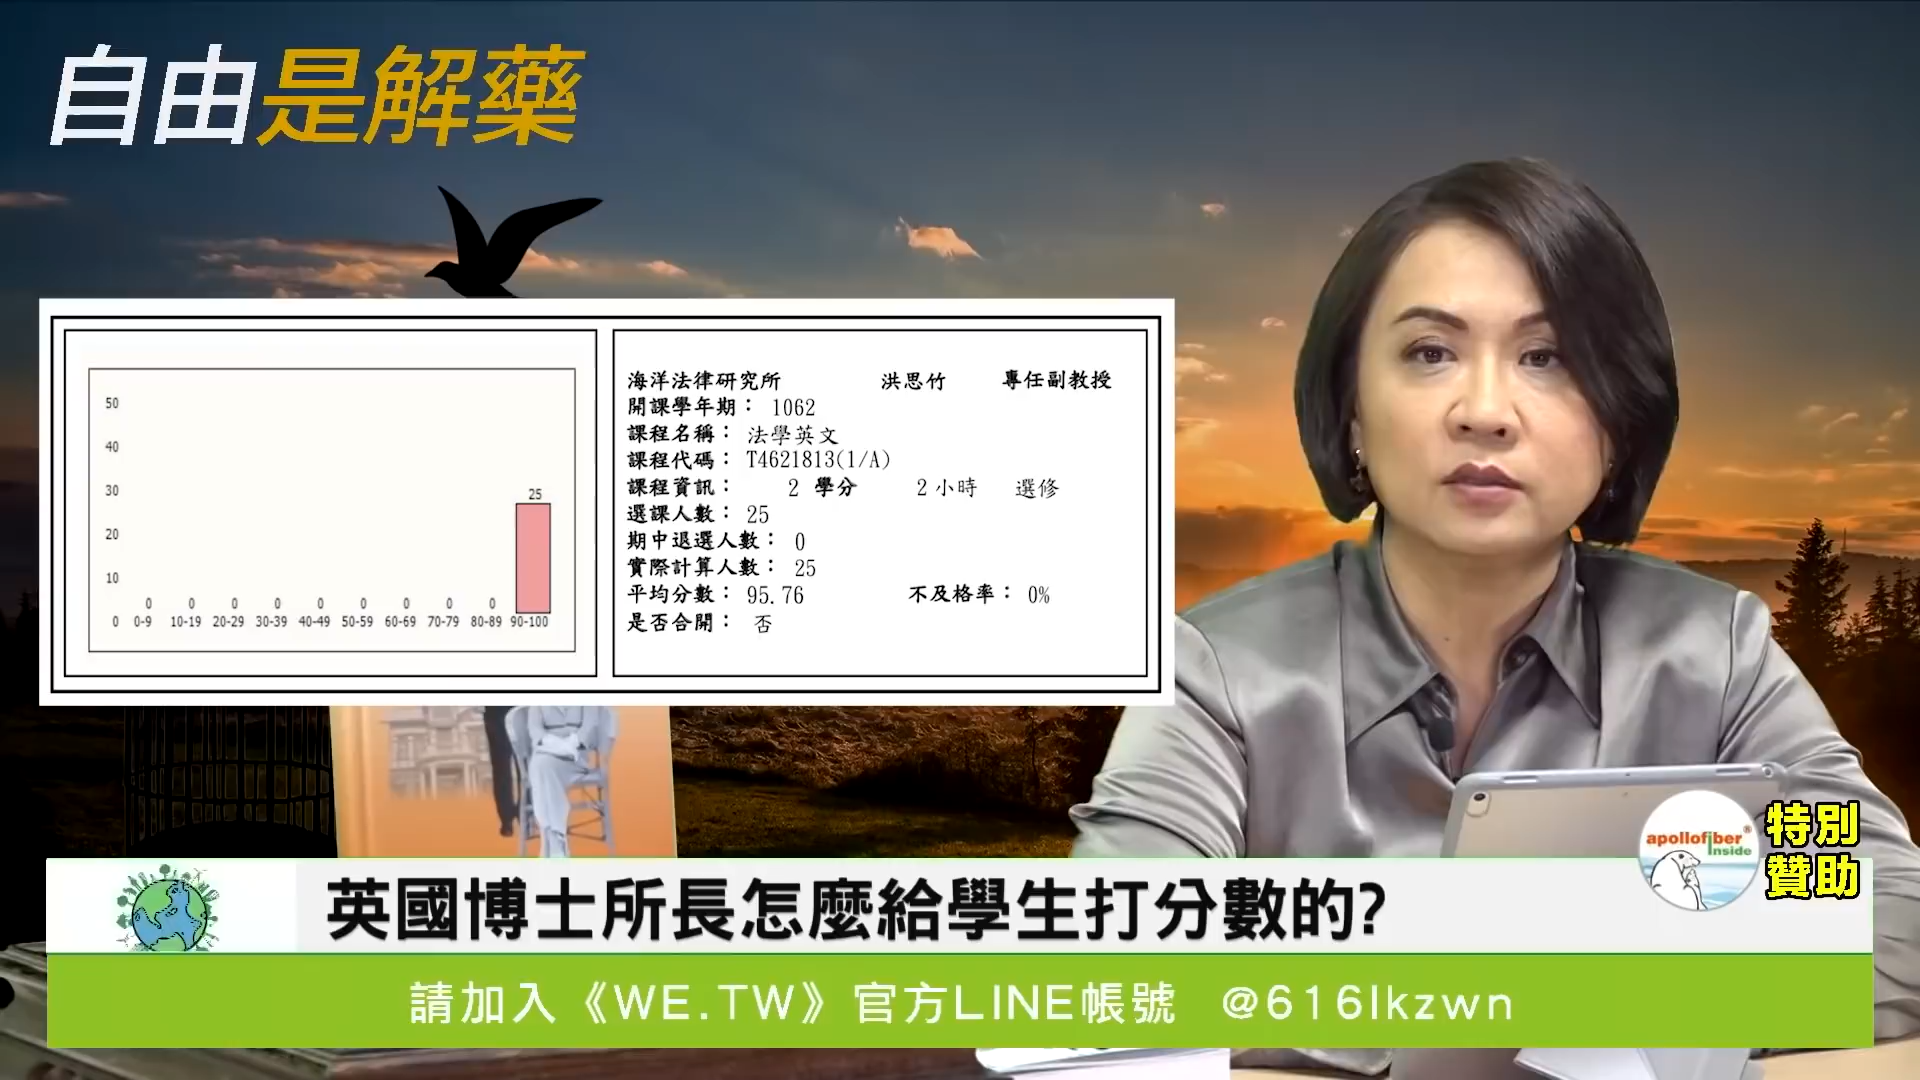 自由是解藥
50
40
30
20
10
0
25
0 0 0 0 0 0 0 0 0
0-9 10-19 20-29 30-39 40-49 50-59 60-69 70-79 80-89 90-100
海洋法律研究所 洪思竹 專任副教授
開課學年期： 1062
課程名稱： 法學英文
課程代碼： T4621813(1/A)
課程資訊： 2 學分 2 小時 選修
選課人數： 25
期中退選人數： 0
實際計算人數： 25
平均分數： 95.76 不及格率： 0%
是否合開： 否
apollofiber®
inside
特別
贊助
英國博士所長怎麼給學生打分數的?
請加入《WE.TW》官方LINE帳號 @616lkzwn